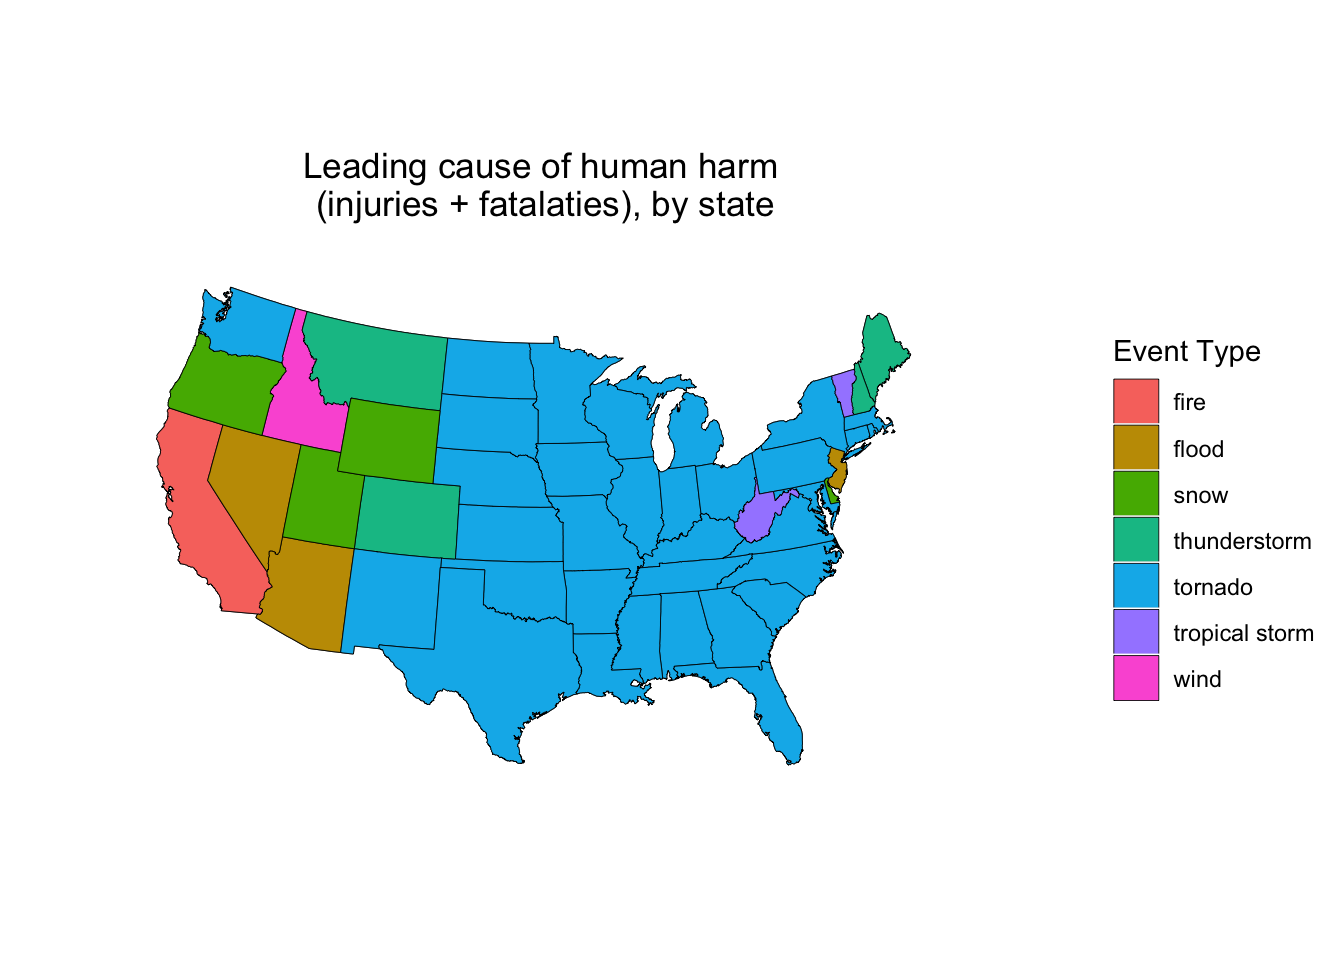 Leading cause of human harm
(injuries + fatalaties), by state
Event Type
fire
flood
snow
thunderstorm
tornado
tropical storm
wind